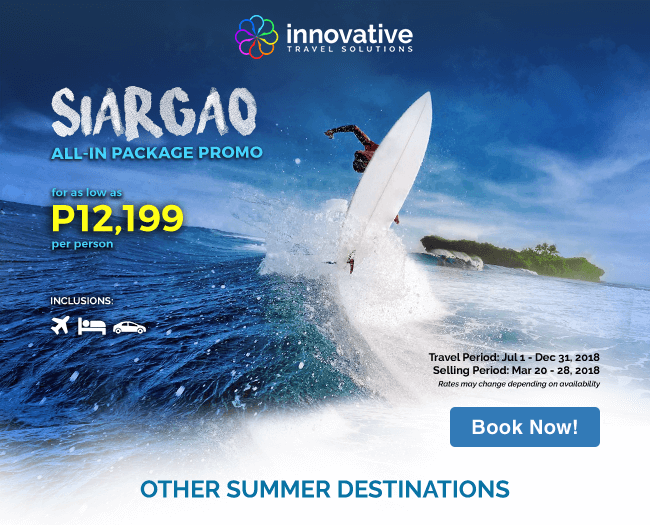 innovative
TRAVEL SOLUTIONS
SIARGAO
ALL-IN PACKAGE PROMO
for as low as
P12,199
per person
INCLUSIONS:
Travel Period: Jul 1 - Dec 31, 2018
Selling Period: Mar 20 - 28, 2018
Rates may change depending on availability
Book Now!
OTHER SUMMER DESTINATIONS